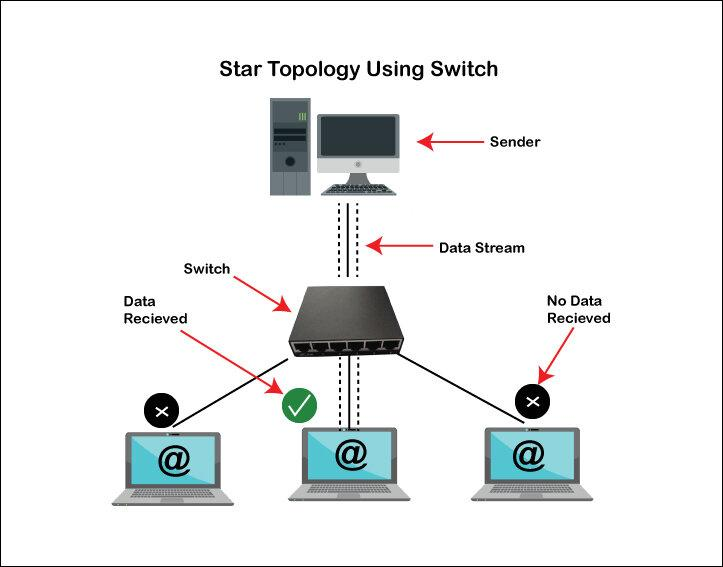 Star Topology Using Switch
Sender
Data Stream
Switch
Data
Recieved
No Data
Recieved
×
×
@
@
@